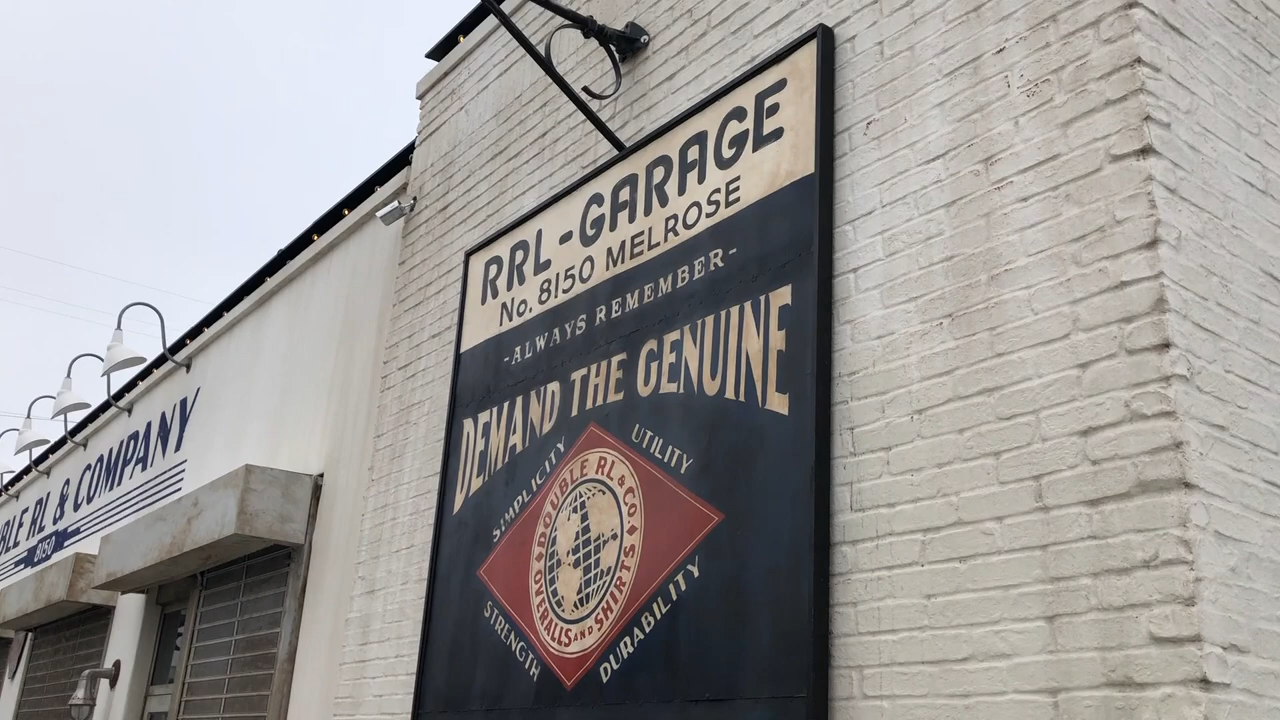 RRL-GARAGE
No. 8150 MELROSE
-ALWAYS REMEMBER-
DEMAND THE GENUINE
SIMPLICITY
UTILITY
DOUBLE RL & CO.
OVERALLS AND SHIRTS
STRENGTH
DURABILITY
BLE RL & COMPANY
8150